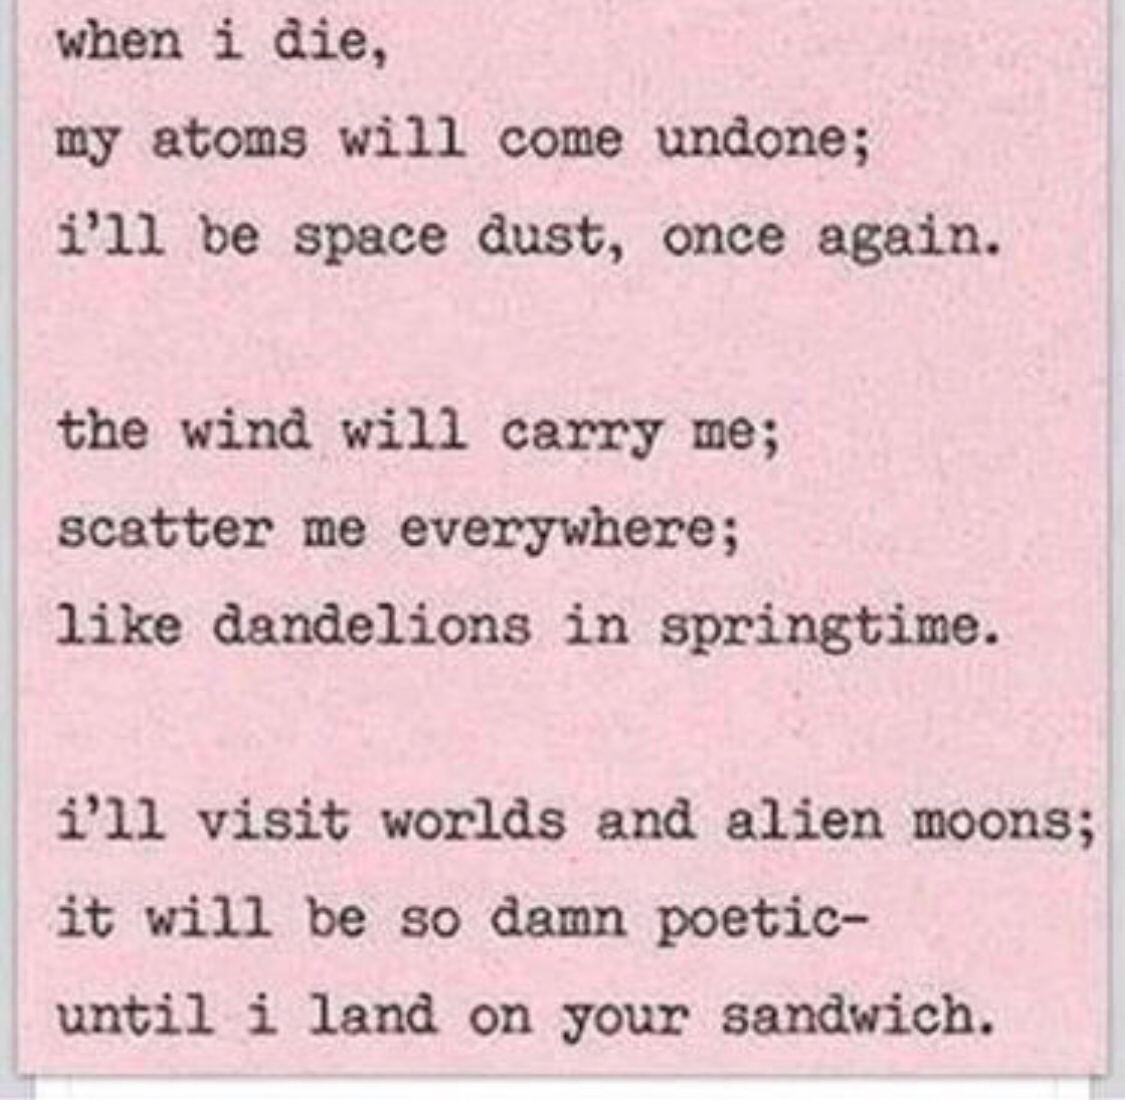 when i die,
my atoms will come undone;
i’ll be space dust, once again.
the wind will carry me;
scatter me everywhere;
like dandelions in springtime.
i’ll visit worlds and alien moons;
it will be so damn poetic-
until i land on your sandwich.